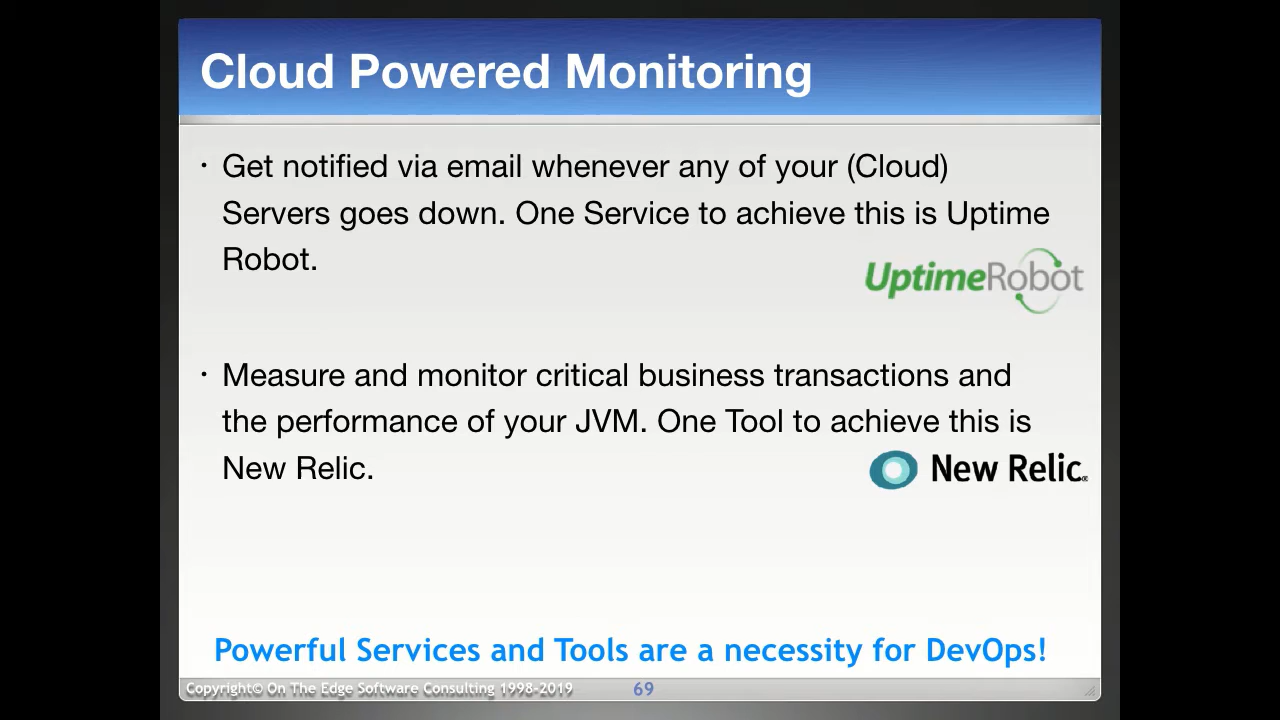 Cloud Powered Monitoring
· Get notified via email whenever any of your (Cloud)
Servers goes down. One Service to achieve this is Uptime
Robot.
UptimeRobot
· Measure and monitor critical business transactions and
the performance of your JVM. One Tool to achieve this is
New Relic.
New Relic®
Powerful Services and Tools are a necessity for DevOps!
Copyright© On The Edge Software Consulting 1998-2019
69